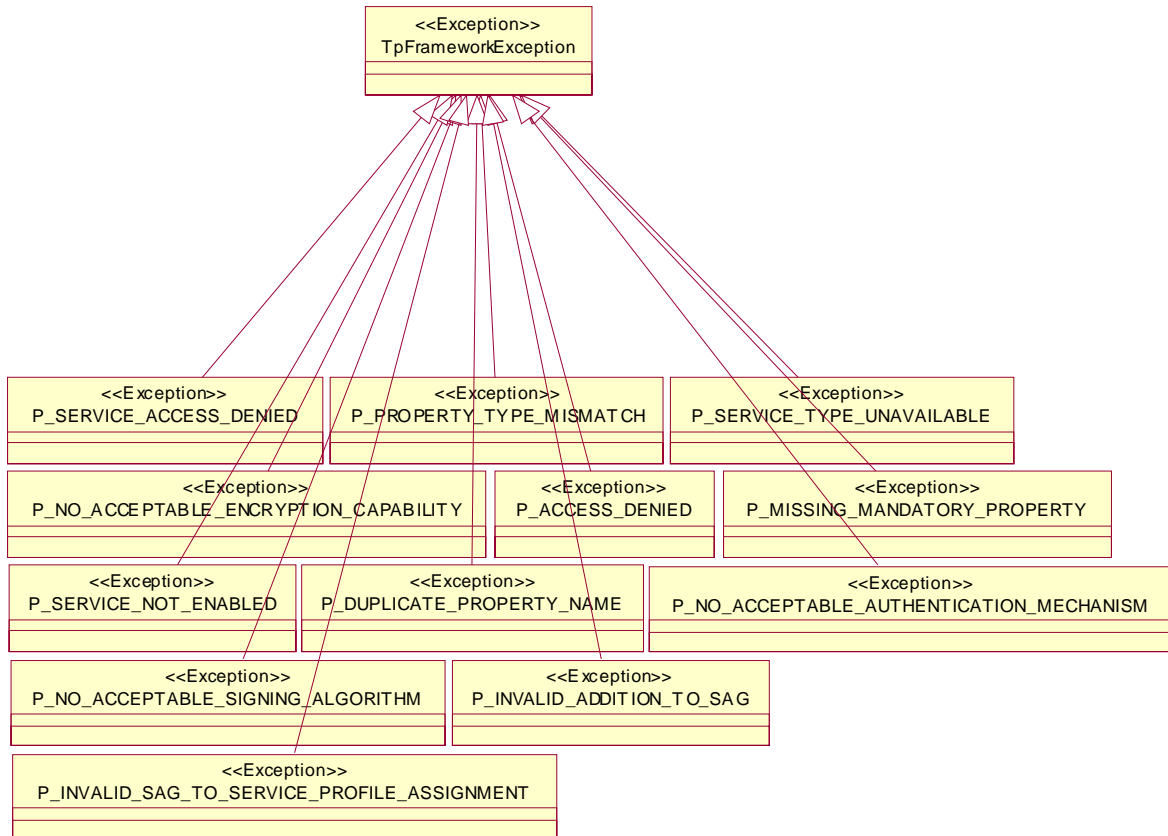 <<Exception>>
TpFrameworkException
<<Exception>>
P_SERVICE_ACCESS_DENIED
<<Exception>>
P_PROPERTY_TYPE_MISMATCH
<<Exception>>
P_SERVICE_TYPE_UNAVAILABLE
<<Exception>>
P_NO_ACCEPTABLE_ENCRYPTION_CAPABILITY
<<Exception>>
P_ACCESS_DENIED
<<Exception>>
P_MISSING_MANDATORY_PROPERTY
<<Exception>>
P_SERVICE_NOT_ENABLED
<<Exception>>
P_DUPLICATE_PROPERTY_NAME
<<Exception>>
P_NO_ACCEPTABLE_AUTHENTICATION_MECHANISM
<<Exception>>
P_NO_ACCEPTABLE_SIGNING_ALGORITHM
<<Exception>>
P_INVALID_ADDITION_TO_SAG
<<Exception>>
P_INVALID_SAG_TO_SERVICE_PROFILE_ASSIGNMENT